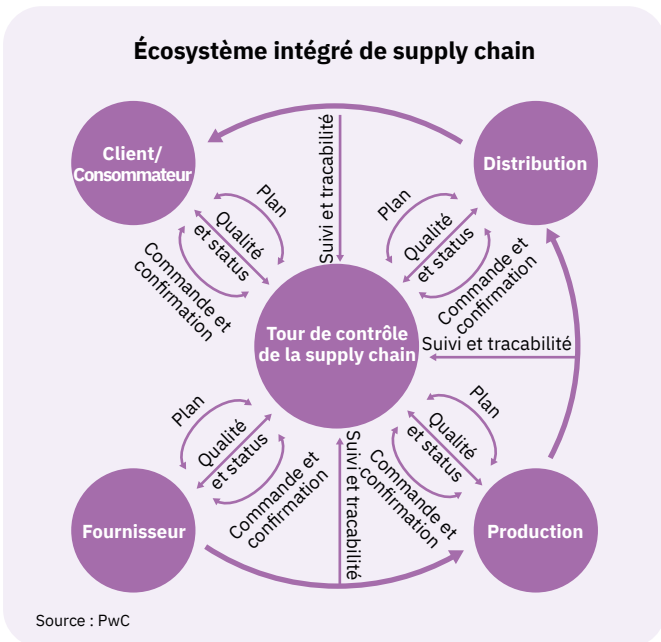 Écosystème intégré de supply chain
Client/
Consommateur
Distribution
Suivi et tracabilité
Plan
Qualité
et status
Commande et
confirmation
Plan
Qualité
et status
Commande et
confirmation
Tour de contrôle
de la supply chain
Suivi et tracabilité
Plan
Qualité
et status
Commande et
confirmation
Suivi et tracabilité
Plan
Qualité
et status
Commande et
confirmation
Fournisseur
Production
Source : PwC